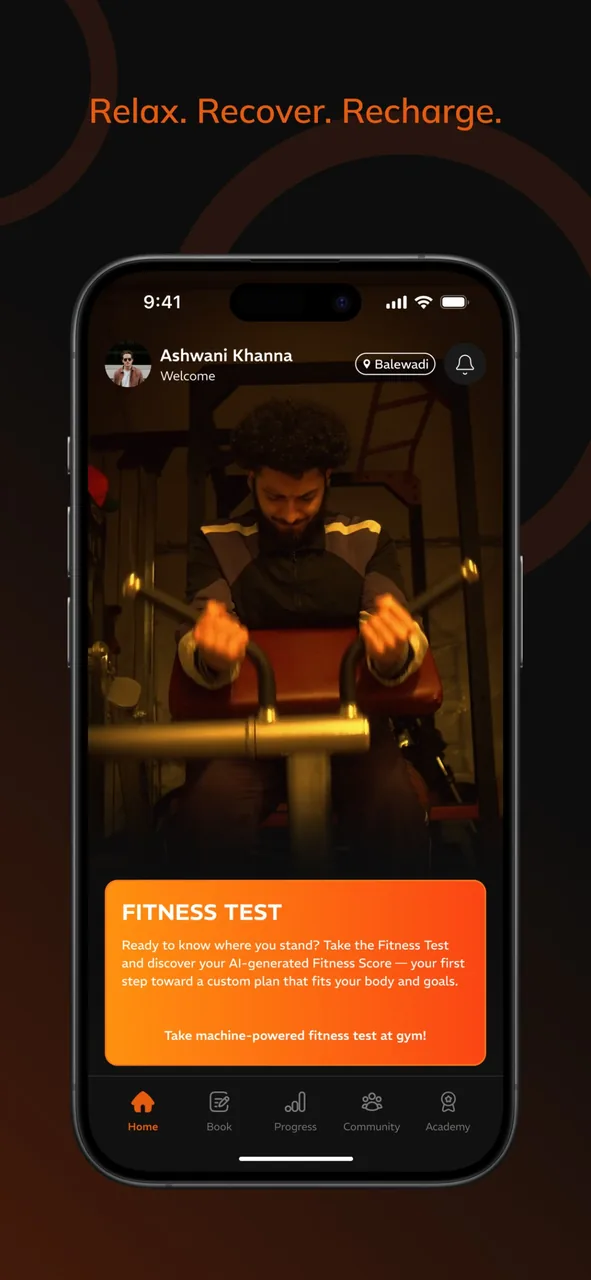 Relax. Recover. Recharge.
9:41
Ashwani Khanna
Welcome
Balewadi
FITNESS TEST
Ready to know where you stand? Take the Fitness Test
and discover your AI-generated Fitness Score — your first
step toward a custom plan that fits your body and goals.
Take machine-powered fitness test at gym!
Home
Book
Progress
Community
Academy